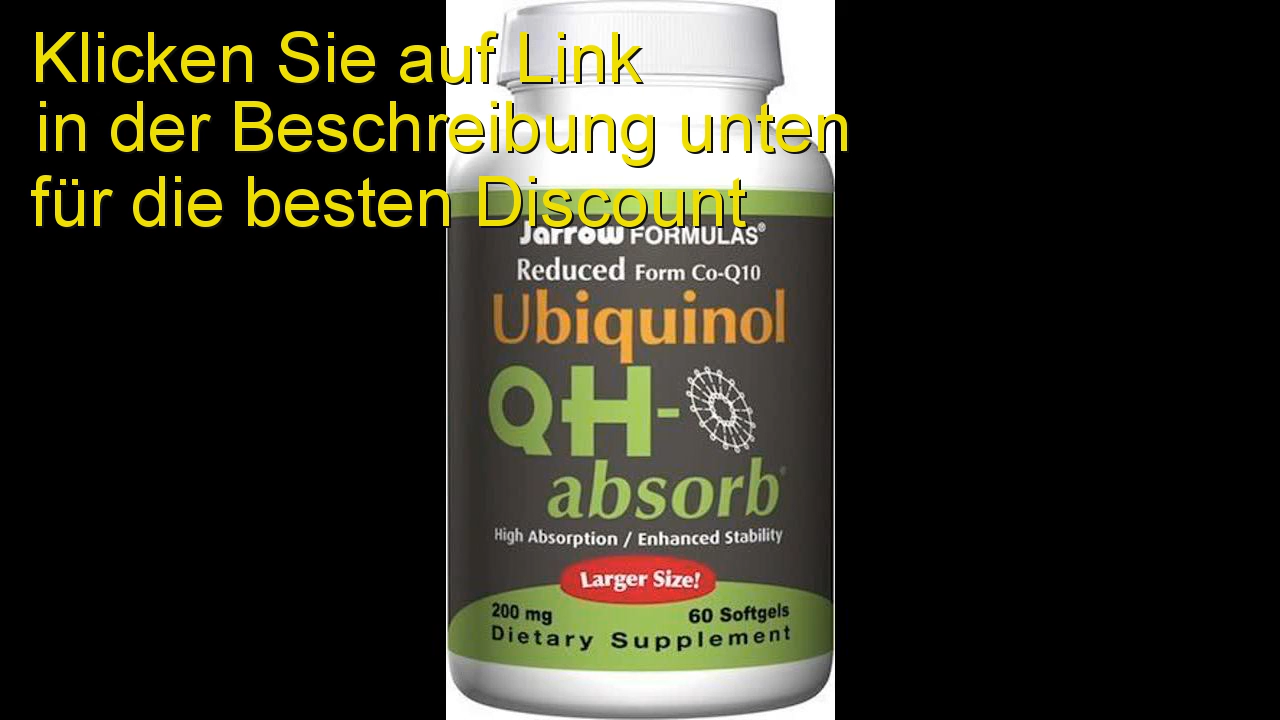 Klicken Sie auf Link
in der Beschreibung unten
für die besten Discount
Jarrow FORMULAS®
Reduced Form Co-Q10
Ubiquinol
QH-
absorb®
High Absorption / Enhanced Stability
Larger Size!
200 mg 60 Softgels
Dietary Supplement